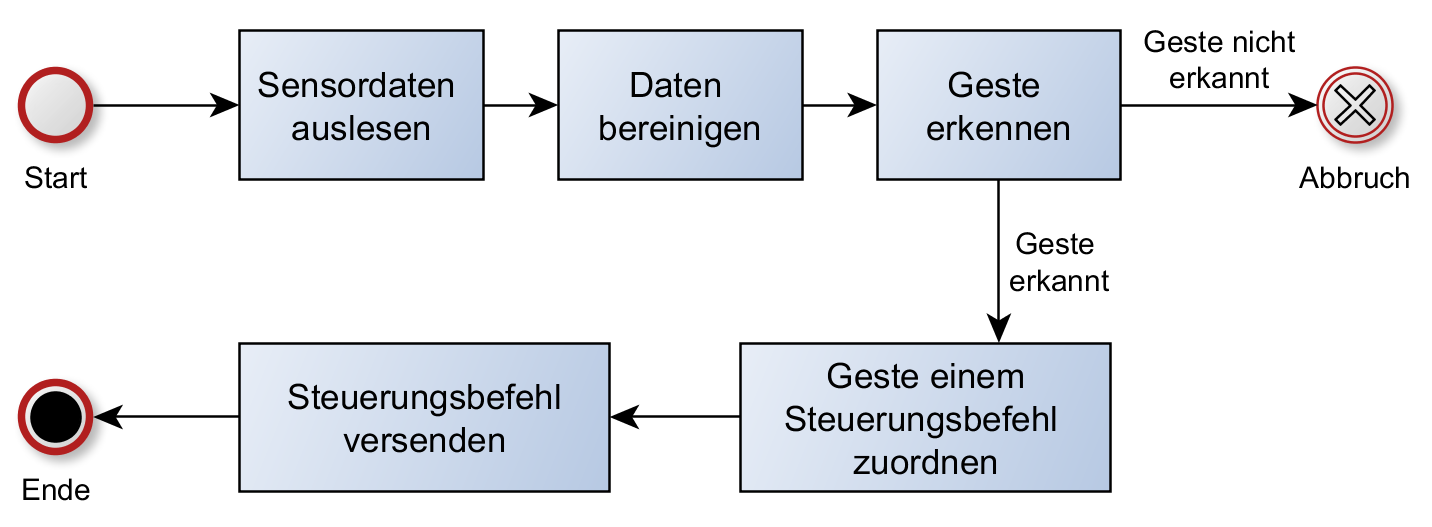 Start
Sensordaten
auslesen
Daten
bereinigen
Geste
erkennen
Geste nicht
erkannt
Abbruch
Geste
erkannt
Geste einem
Steuerungsbefehl
zuordnen
Steuerungsbefehl
versenden
Ende